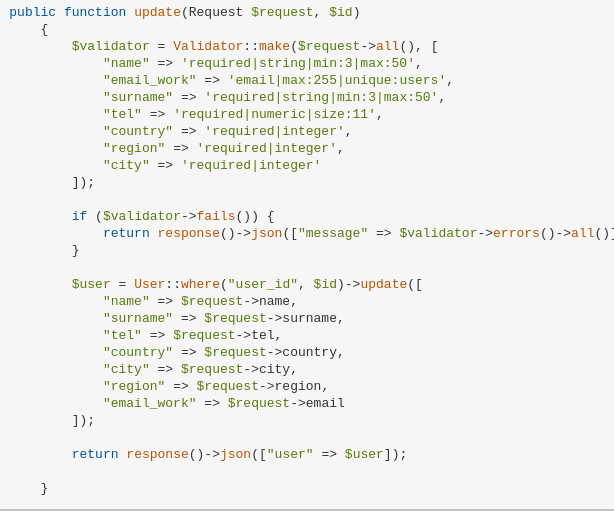 public function update(Request $request, $id)
    {
        $validator = Validator::make($request->all(), [
            "name" => 'required|string|min:3|max:50',
            "email_work" => 'email|max:255|unique:users',
            "surname" => 'required|string|min:3|max:50',
            "tel" => 'required|numeric|size:11',
            "country" => 'required|integer',
            "region" => 'required|integer',
            "city" => 'required|integer'
        ]);

        if ($validator->fails()) {
            return response()->json(["message" => $validator->errors()->all()]
        }

        $user = User::where("user_id", $id)->update([
            "name" => $request->name,
            "surname" => $request->surname,
            "tel" => $request->tel,
            "country" => $request->country,
            "city" => $request->city,
            "region" => $request->region,
            "email_work" => $request->email
        ]);

        return response()->json(["user" => $user]);

    }